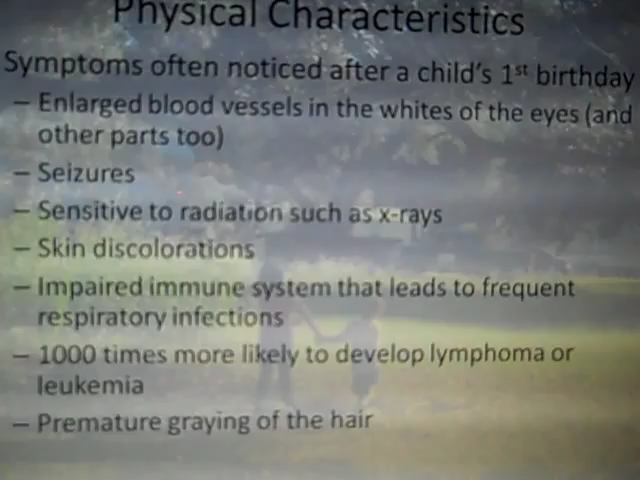 Physical Characteristics
Symptoms often noticed after a child's 1st birthday
– Enlarged blood vessels in the whites of the eyes (and
other parts too)
– Seizures
– Sensitive to radiation such as x-rays
– Skin discolorations
– Impaired immune system that leads to frequent
respiratory infections
– 1000 times more likely to develop lymphoma or
leukemia
– Premature graying of the hair